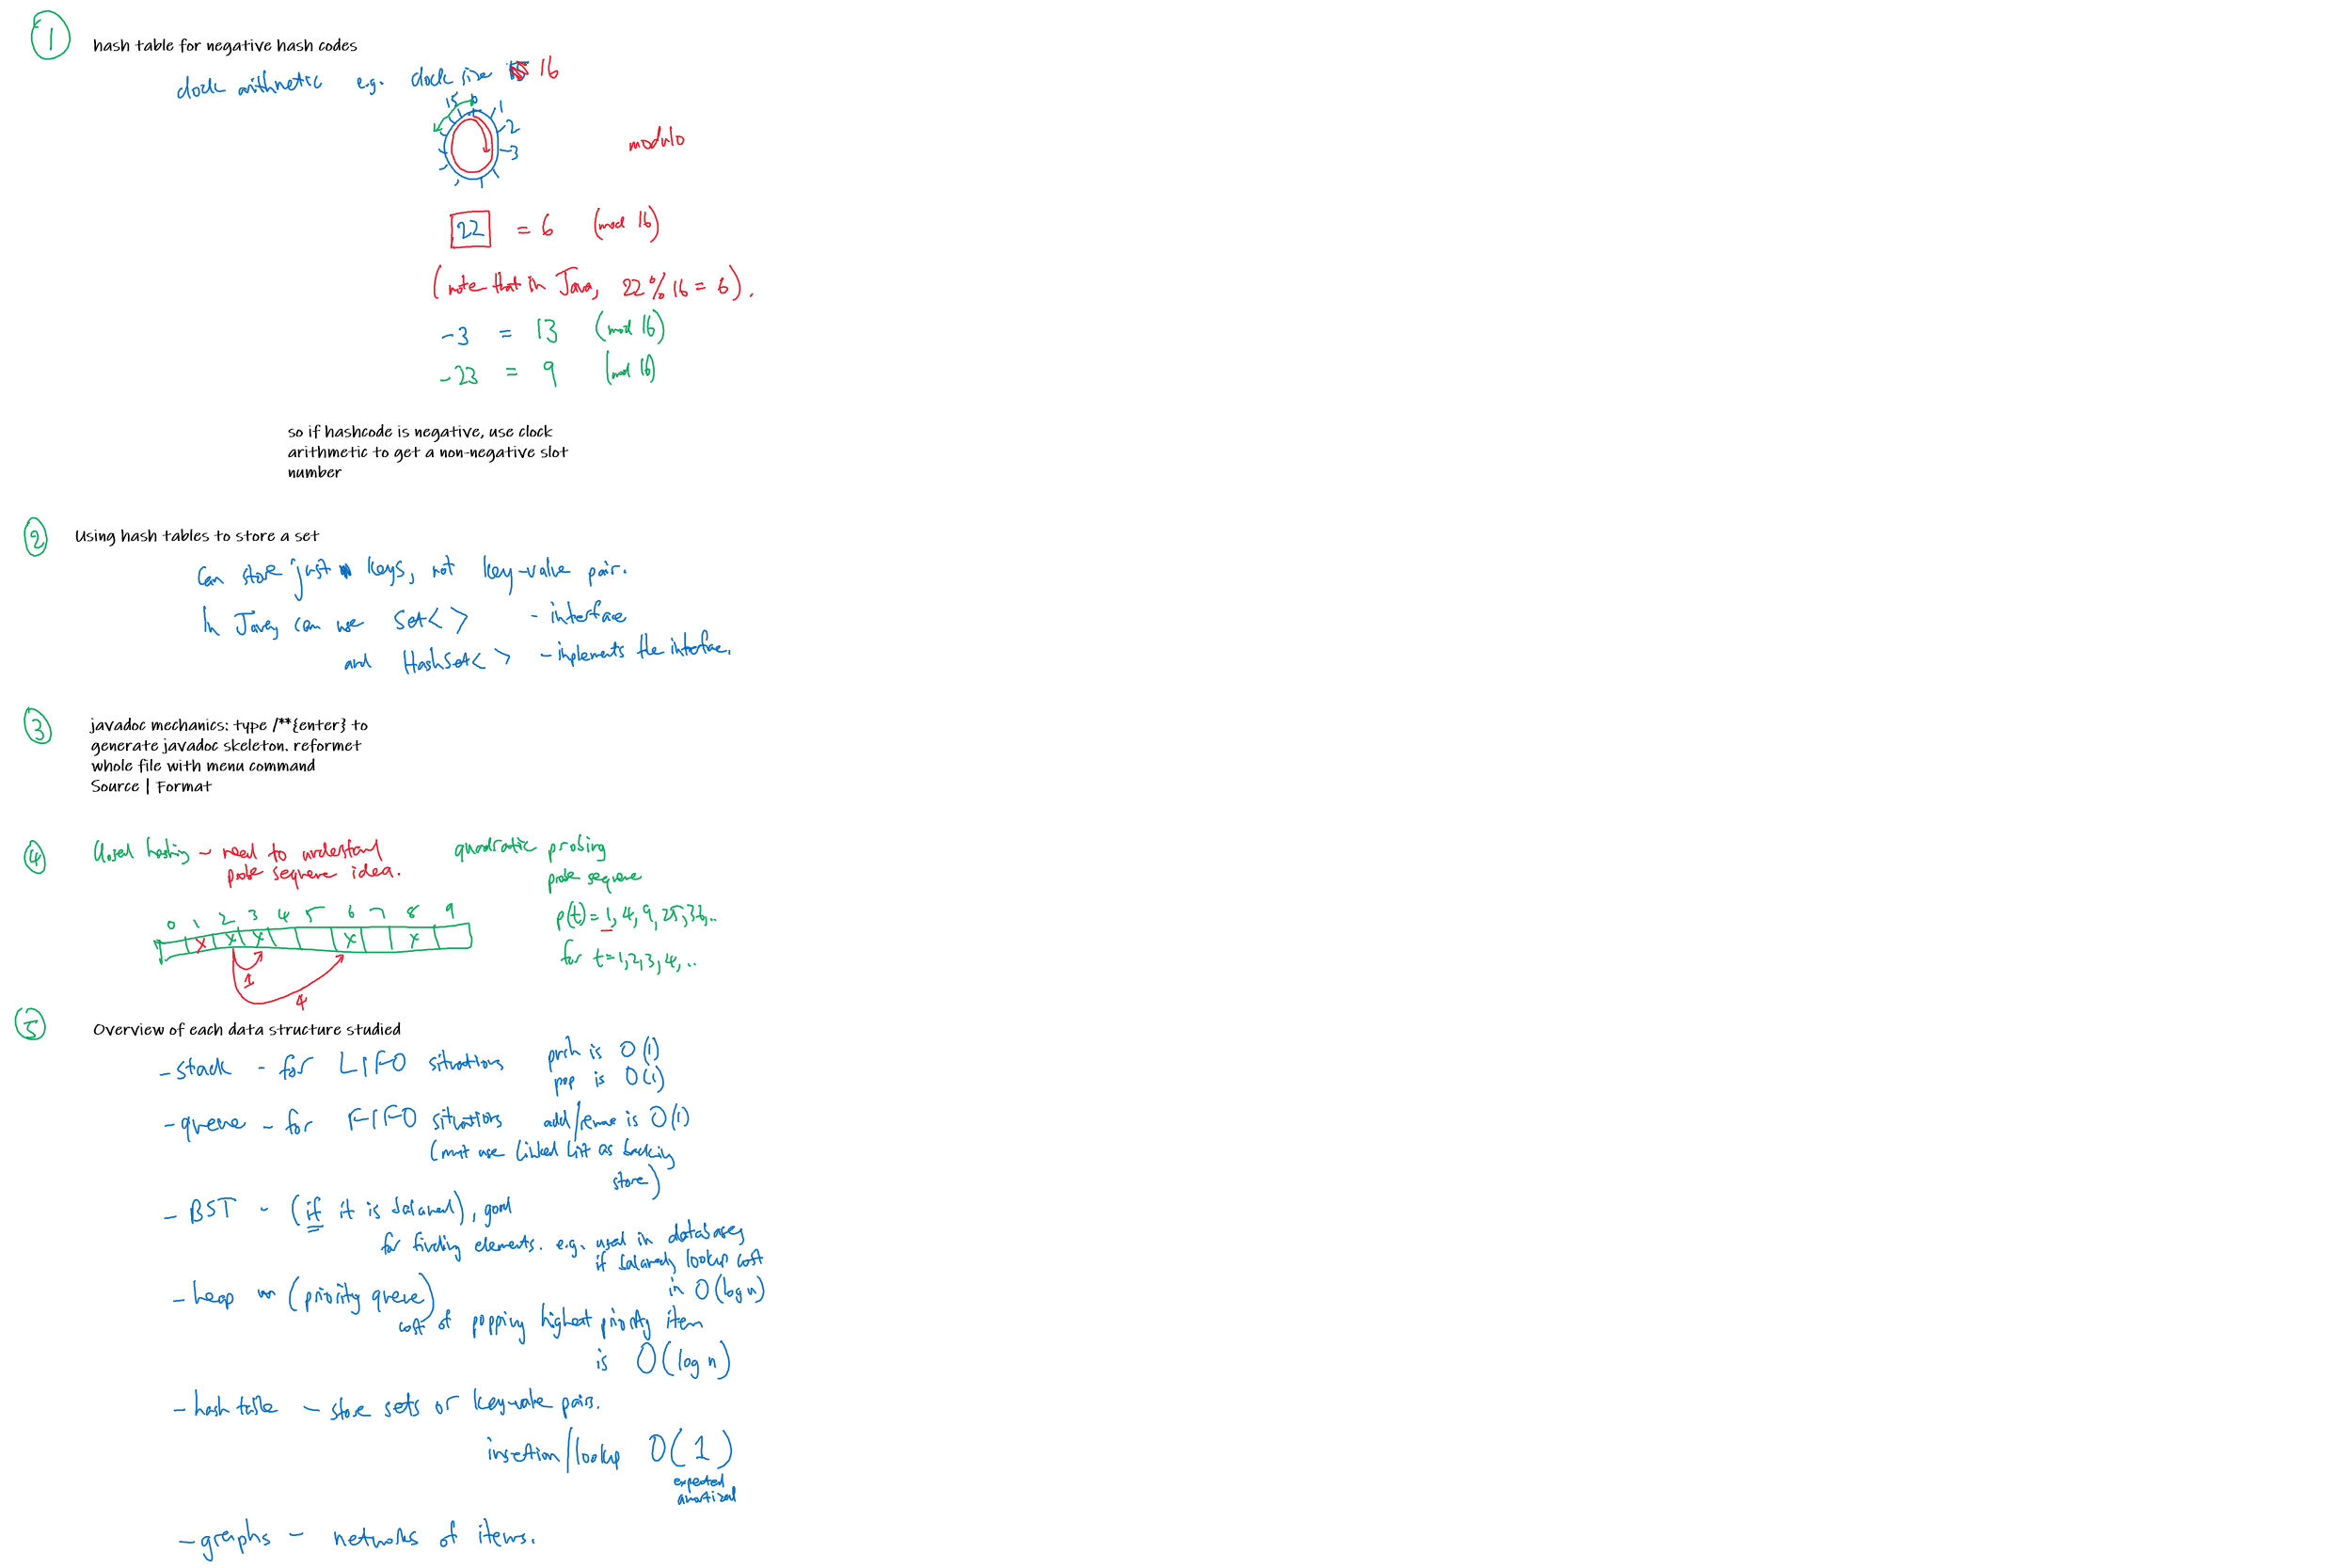 1
hash table for negative hash codes
clock arithmetic e.g. clock size 16
15 0 1
2
3
modulo
22 = 6 (mod 16)
(note that in Java, 22 % 16 = 6).
-3 = 13 (mod 16)
-23 = 9 (mod 16)
so if hashcode is negative, use clock
arithmetic to get a non-negative slot
number
2
Using hash tables to store a set
Can store just keys, not key-value pair.
In Java, can use Set< > - interface
and HashSet< > - implements the interface.
3
javadoc mechanics: type /**{enter} to
generate javadoc skeleton. reformet
whole file with menu command
Source | Format
4
Closed hashing - need to understand
probe sequence idea.
quadratic probing
probe sequence
p(t) = 1, 4, 9, 25, 36, ..
for t=1,2,3,4,..
0 1 2 3 4 5 6 7 8 9
x x x x x
1
4
5
Overview of each data structure studied
- stack - for LIFO situations push is O(1)
pop is O(1)
- queue - for FIFO situations add/remove is O(1)
(must use linked list as backing
store)
- BST - (if it is balanced), good
for finding elements. e.g. used in databases
if balanced, lookup cost
in O(log n)
- heap (priority queue)
cost of popping highest priority item
is O(log n)
- hash table - store sets or key-value pairs.
insertion/lookup O(1)
expected
amortized
- graphs - networks of items.